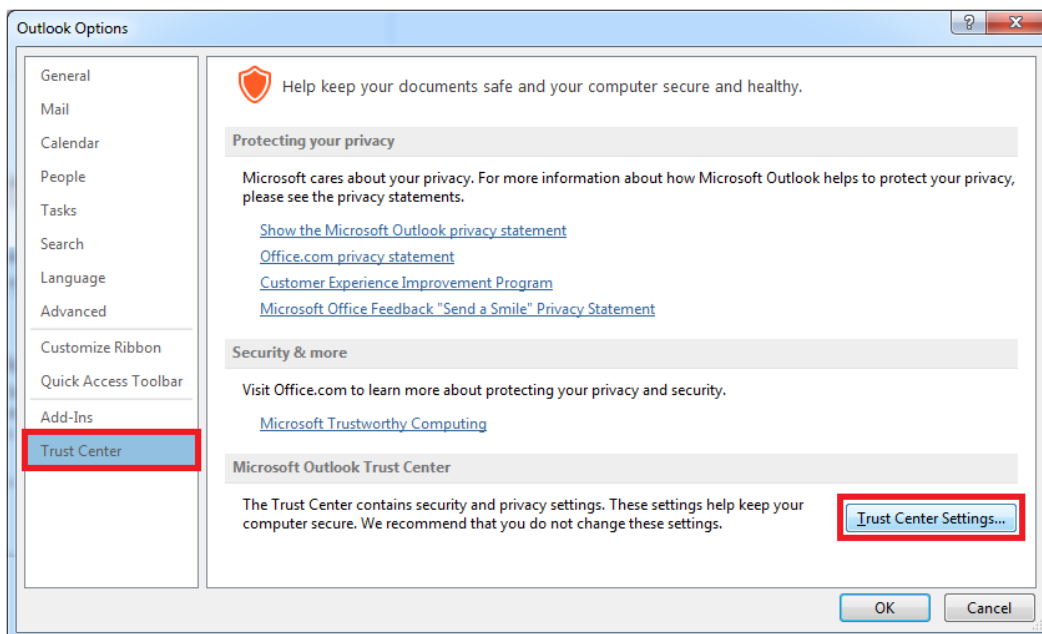 Outlook Options
?
X
General
Mail
Calendar
People
Tasks
Search
Language
Advanced
Customize Ribbon
Quick Access Toolbar
Add-Ins
Trust Center
Help keep your documents safe and your computer secure and healthy.
Protecting your privacy
Microsoft cares about your privacy. For more information about how Microsoft Outlook helps to protect your privacy,
please see the privacy statements.
Show the Microsoft Outlook privacy statement
Office.com privacy statement
Customer Experience Improvement Program
Microsoft Office Feedback "Send a Smile" Privacy Statement
Security & more
Visit Office.com to learn more about protecting your privacy and security.
Microsoft Trustworthy Computing
Microsoft Outlook Trust Center
The Trust Center contains security and privacy settings. These settings help keep your
computer secure. We recommend that you do not change these settings.
Trust Center Settings...
OK
Cancel